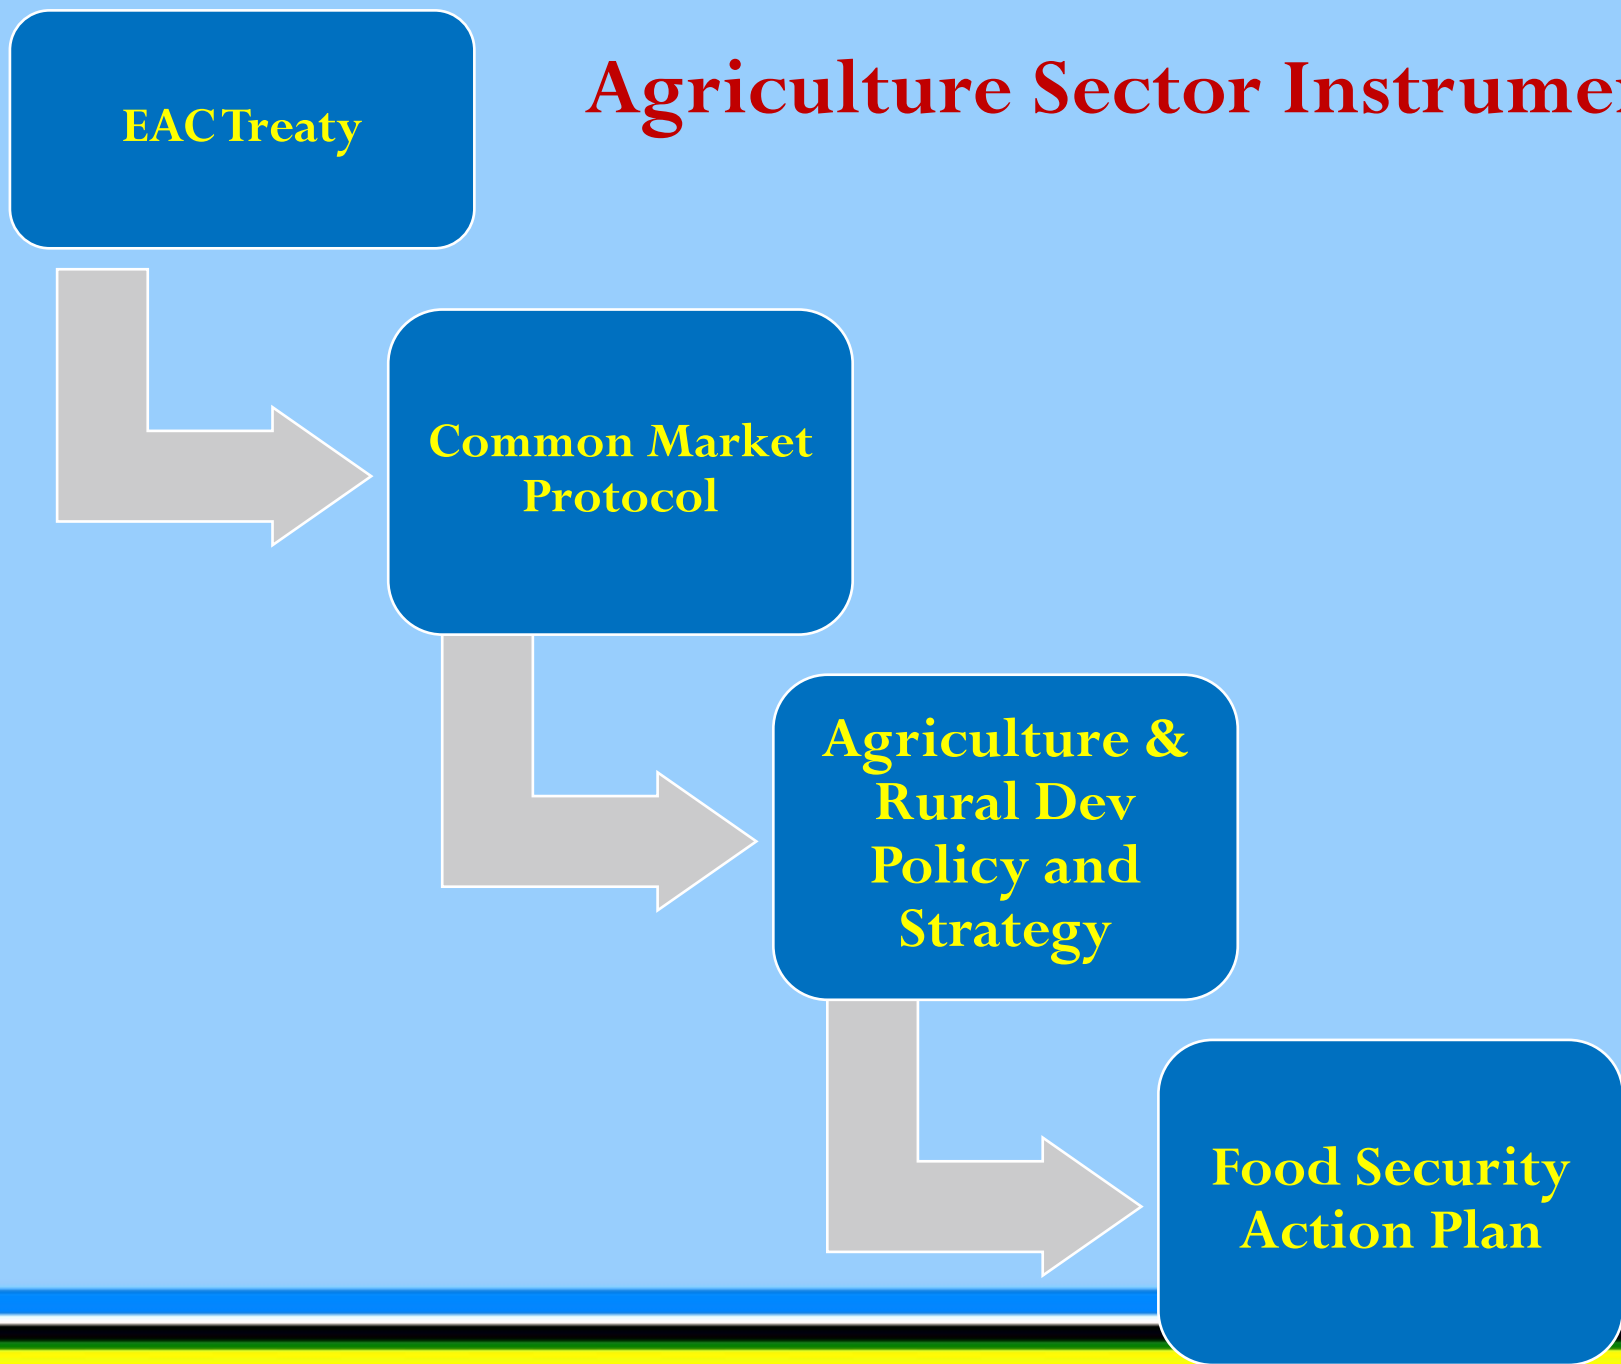 EAC Treaty
Agriculture Sector Instrume
Common Market
Protocol
Agriculture &
Rural Dev
Policy and
Strategy
Food Security
Action Plan